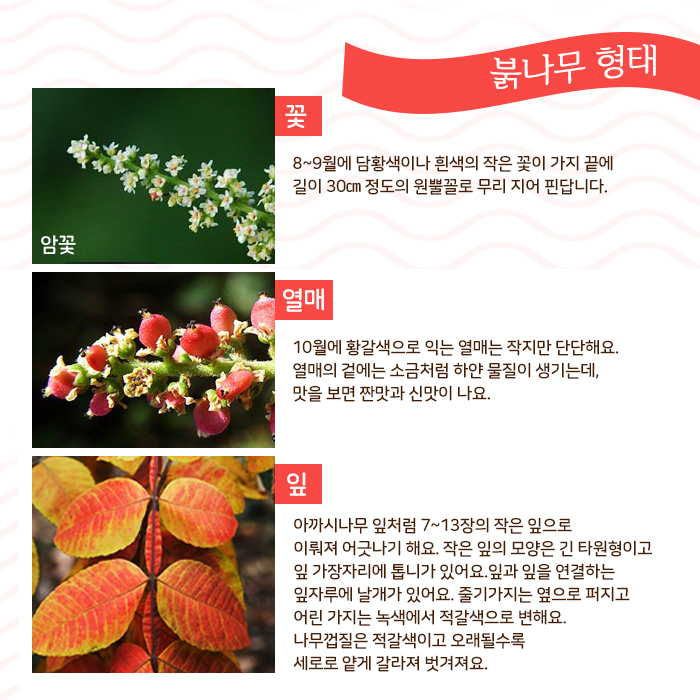 붉나무 형태
꽃
8~9월에 담황색이나 흰색의 작은 꽃이 가지 끝에
길이 30㎝ 정도의 원뿔꼴로 무리 지어 핀답니다.
암꽃
열매
10월에 황갈색으로 익는 열매는 작지만 단단해요.
열매의 겉에는 소금처럼 하얀 물질이 생기는데,
맛을 보면 짠맛과 신맛이 나요.
잎
아까시나무 잎처럼 7~13장의 작은 잎으로
이뤄져 어긋나기 해요. 작은 잎의 모양은 긴 타원형이고
잎 가장자리에 톱니가 있어요.잎과 잎을 연결하는
잎자루에 날개가 있어요. 줄기가지는 옆으로 퍼지고
어린 가지는 녹색에서 적갈색으로 변해요.
나무껍질은 적갈색이고 오래될수록
세로로 얕게 갈라져 벗겨져요.